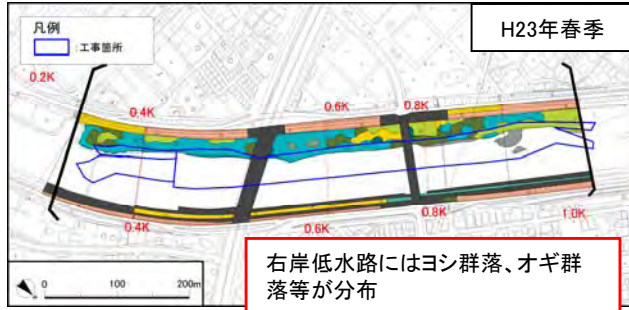 凡例
:工事箇所
H23年春季
0.2K
0.4K
0.6K
0.8K
0.4K
0.6K
0.8K
1.0K
0 100 200m
右岸低水路にはヨシ群落、オギ群
落等が分布